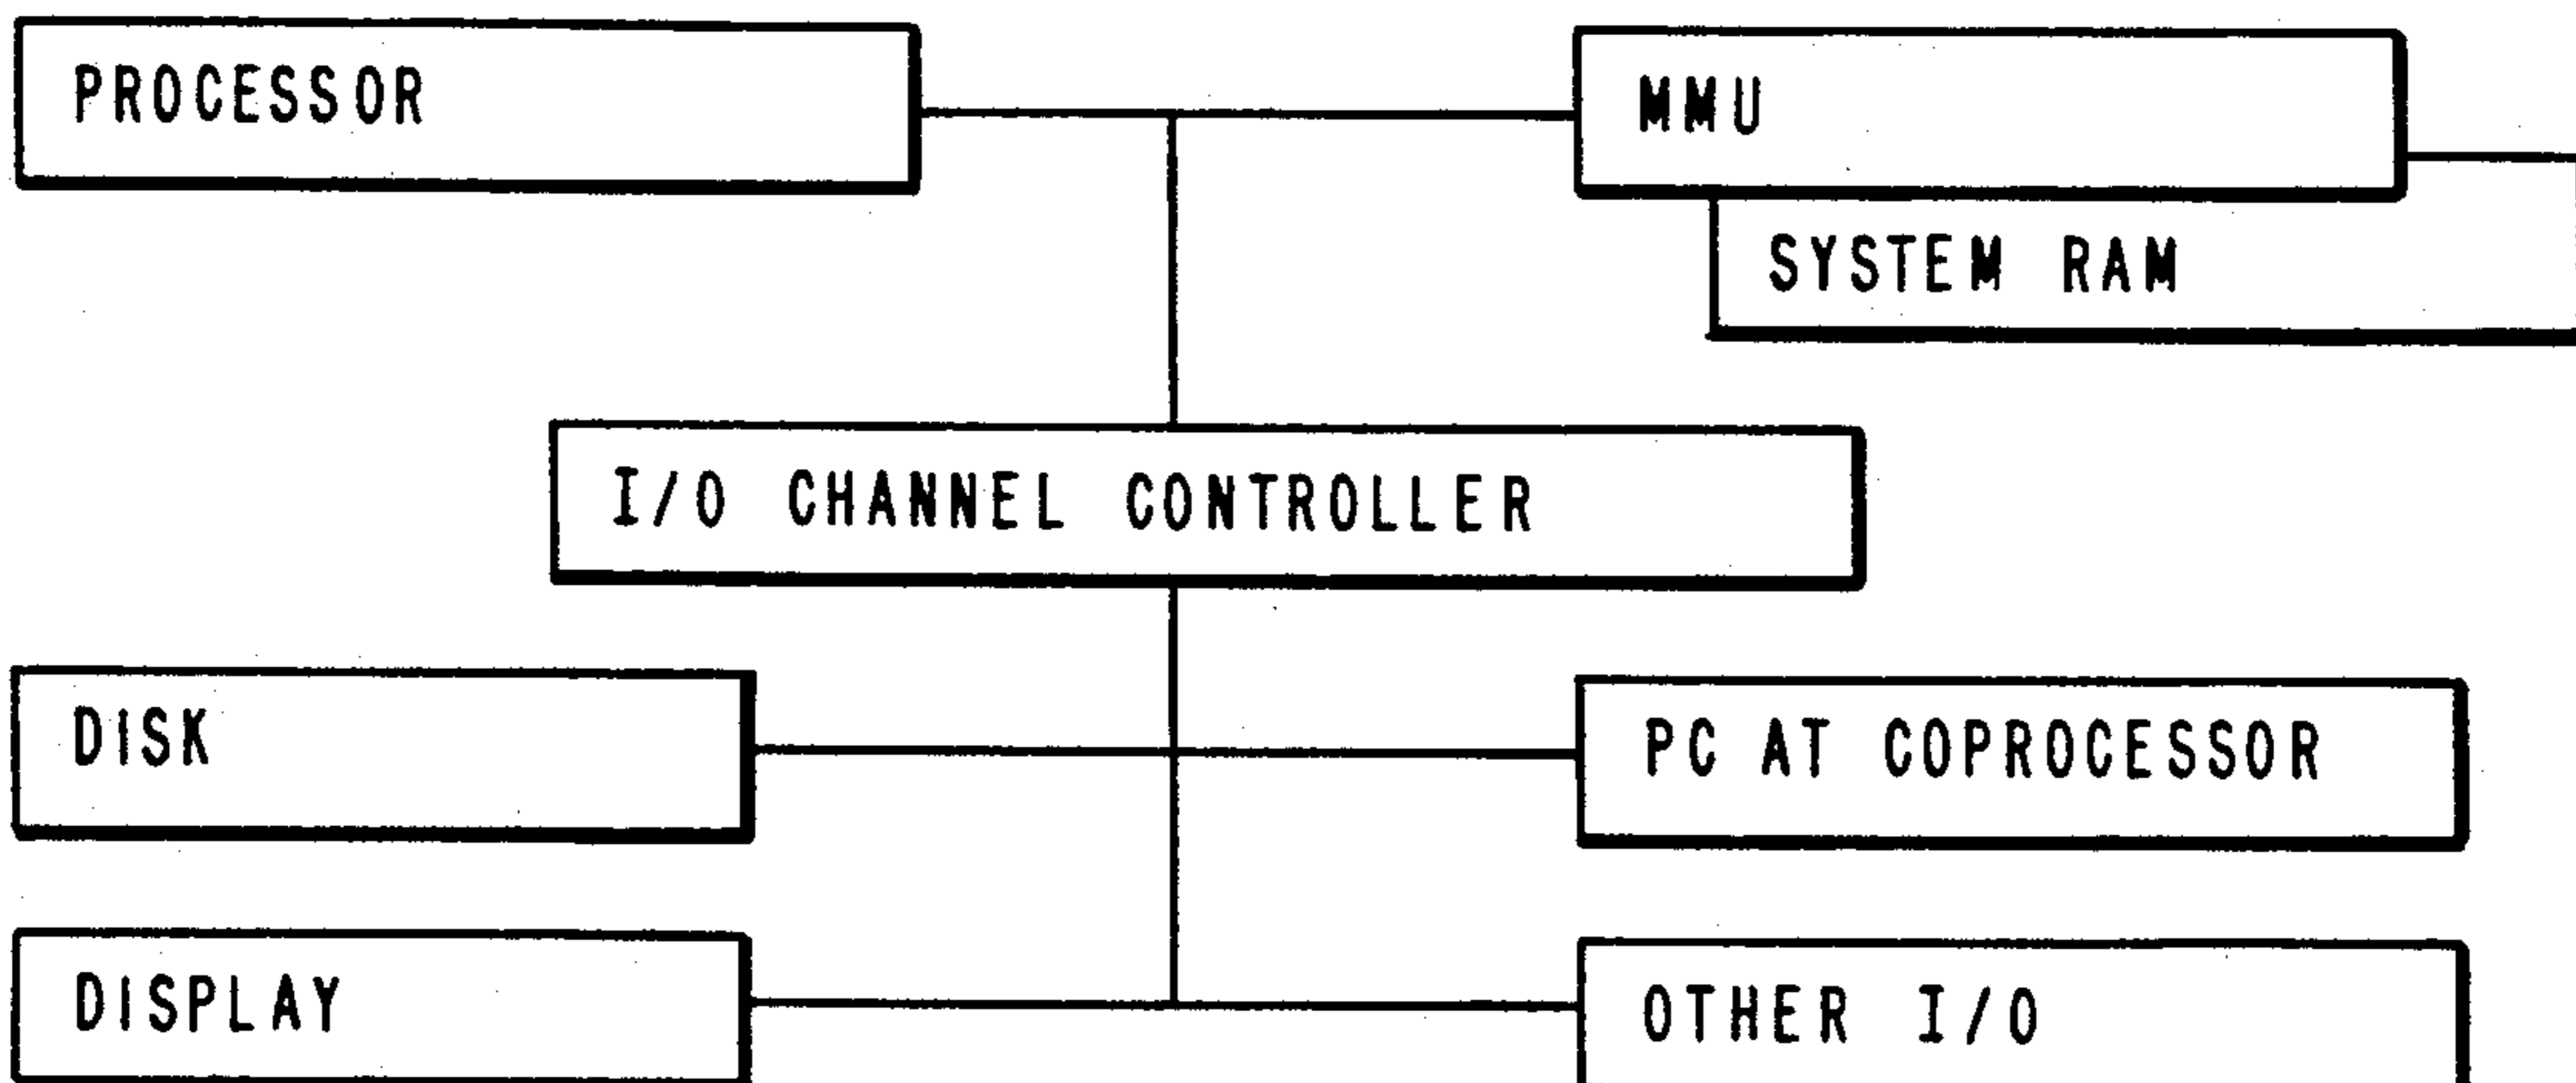 PROCESSOR
MMU
SYSTEM RAM
I/O CHANNEL CONTROLLER
DISK
PC AT COPROCESSOR
DISPLAY
OTHER I/O